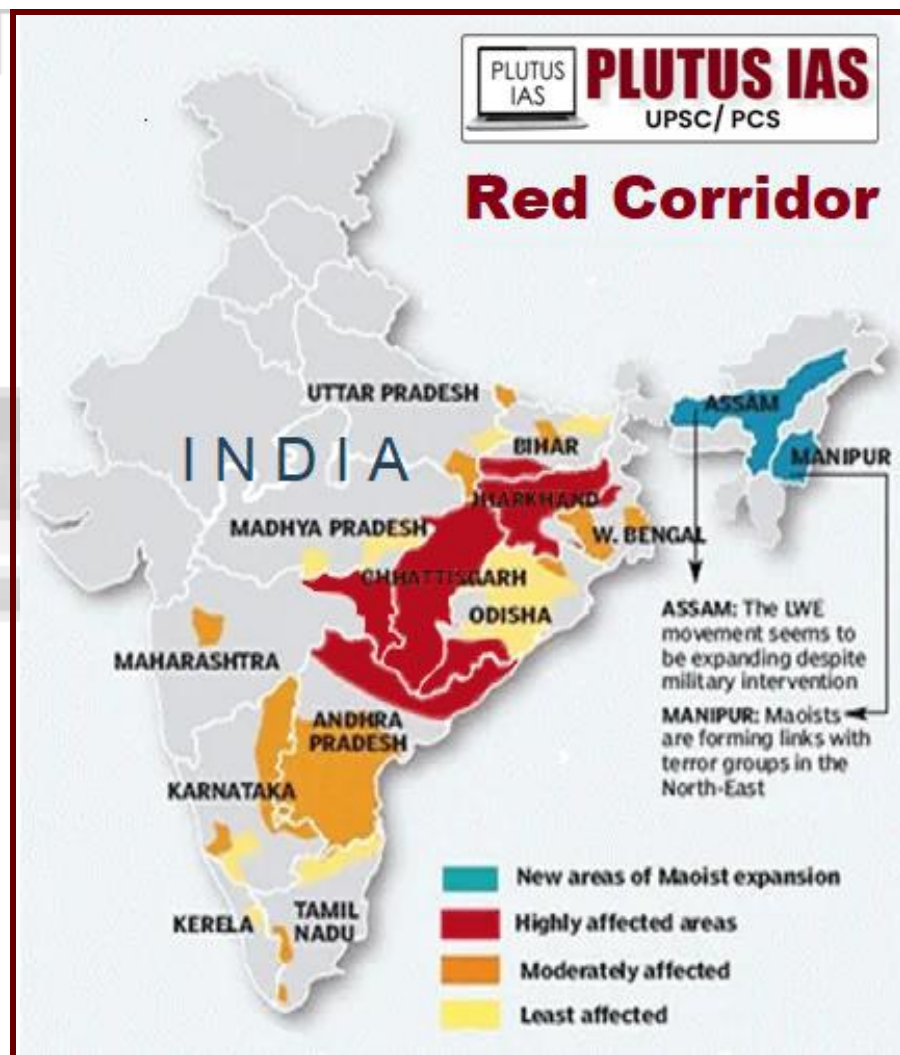 PLUTUS
IAS
PLUTUS IAS
UPSC/ PCS
Red Corridor
UTTAR PRADESH
ASSAM
BIHAR
INDIA
MANIPUR
JHARKHAND
MADHYA PRADESH
W. BENGAL
CHHATTISGARH
ODISHA
MAHARASHTRA
ASSAM: The LWE
movement seems to
be expanding despite
military intervention
MANIPUR: Maoists
are forming links with
terror groups in the
North-East
ANDHRA
PRADESH
KARNATAKA
KERELA
TAMIL
NADU
New areas of Maoist expansion
Highly affected areas
Moderately affected
Least affected